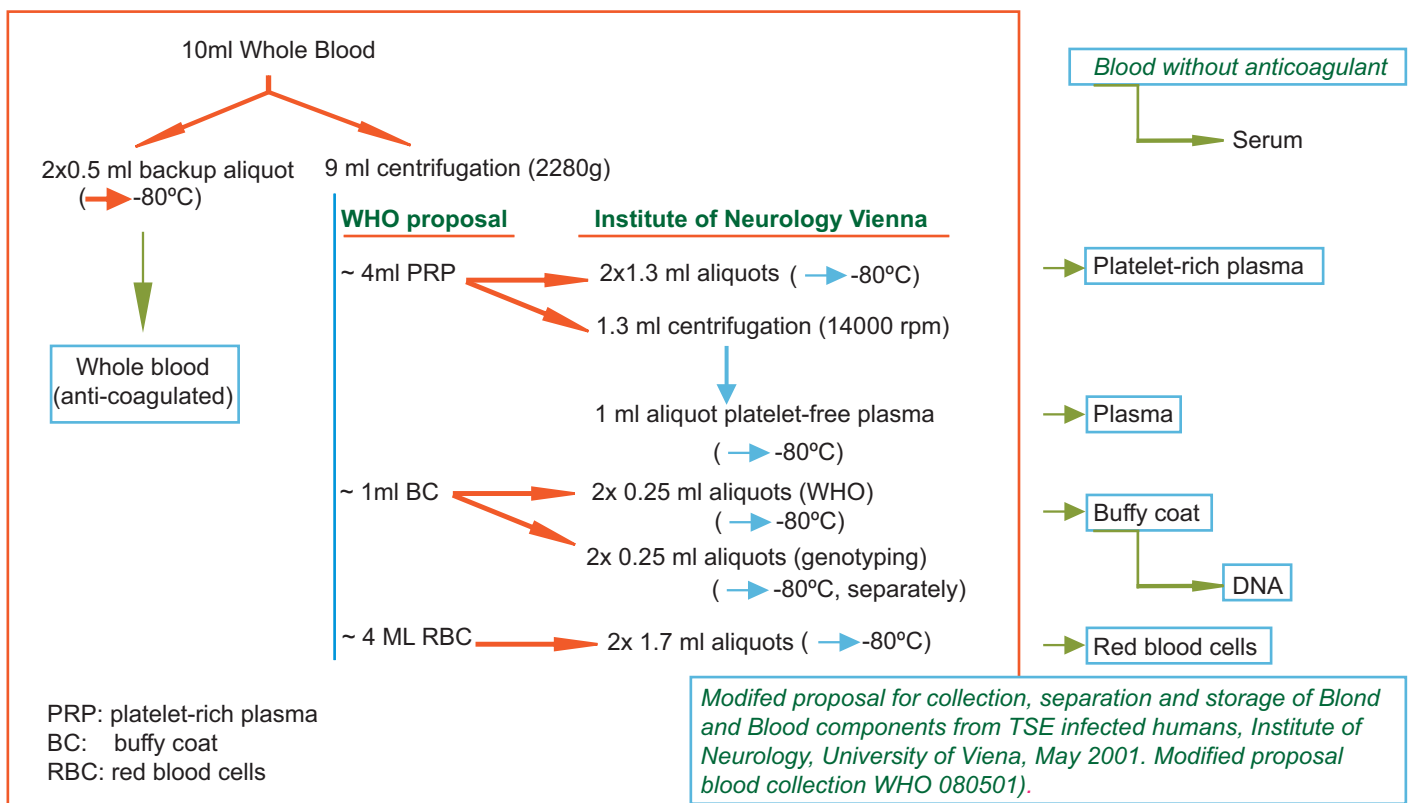 10ml Whole Blood
2x0.5 ml backup aliquot
( -80ºC)
Whole blood
(anti-coagulated)
9 ml centrifugation (2280g)
WHO proposal
Institute of Neurology Vienna
~ 4ml PRP
2x1.3 ml aliquots ( -80ºC)
1.3 ml centrifugation (14000 rpm)
1 ml aliquot platelet-free plasma
( -80ºC)
~ 1ml BC
2x 0.25 ml aliquots (WHO)
( -80ºC)
2x 0.25 ml aliquots (genotyping)
( -80ºC, separately)
~ 4 ML RBC
2x 1.7 ml aliquots ( -80ºC)
PRP: platelet-rich plasma
BC: buffy coat
RBC: red blood cells
Blood without anticoagulant
Serum
Platelet-rich plasma
Plasma
Buffy coat
DNA
Red blood cells
Modifed proposal for collection, separation and storage of Blond
and Blood components from TSE infected humans, Institute of
Neurology, University of Viena, May 2001. Modified proposal
blood collection WHO 080501).